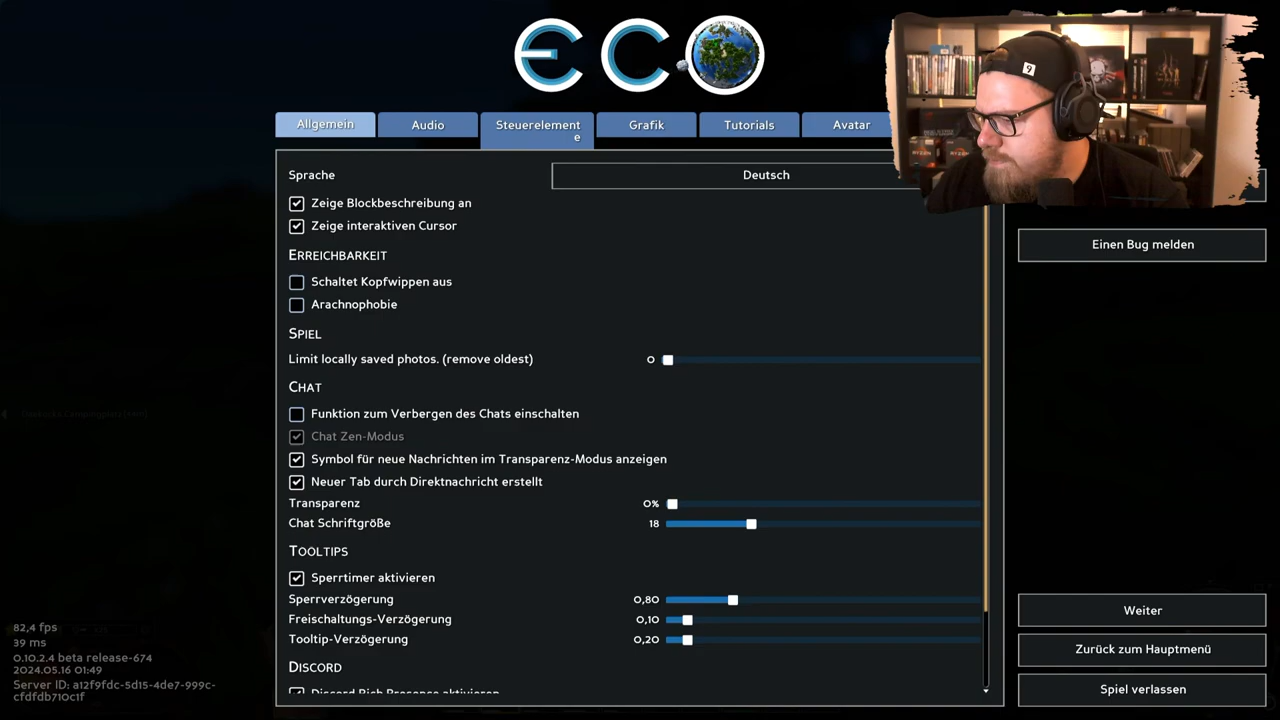 ECO
9
Allgemein
Audio
Steuerelement
e
Grafik
Tutorials
Avatar
Sprache
Deutsch
Zeige Blockbeschreibung an
Zeige interaktiven Cursor
Einen Bug melden
ERREICHBARKEIT
Schaltet Kopfwippen aus
Arachnophobie
SPIEL
Limit locally saved photos. (remove oldest) 0
CHAT
Funktion zum Verbergen des Chats einschalten
Chat Zen-Modus
Symbol für neue Nachrichten im Transparenz-Modus anzeigen
Neuer Tab durch Direktnachricht erstellt
Transparenz 0%
Chat Schriftgröße 18
TOOLTIPS
Sperrtimer aktivieren
Sperrverzögerung 0,80
Freischaltungs-Verzögerung 0,10
Tooltip-Verzögerung 0,20
DISCORD
Discord Rich Presence aktivieren
Weiter
Zurück zum Hauptmenü
Spiel verlassen
82,4 fps
39 ms
0.10.2.4 beta release-674
2024.05.16 01:49
Server ID: a12f9fdc-5d15-4de7-999c-
cfdfdb710c1f